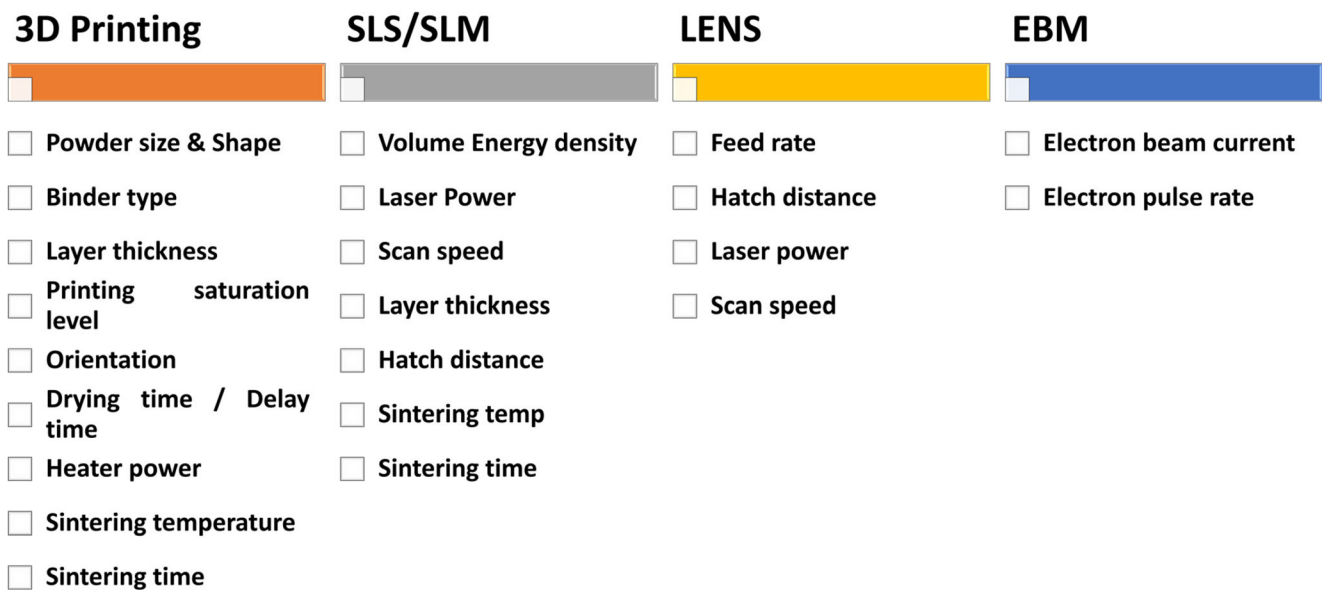 3D Printing
Powder size & Shape
Binder type
Layer thickness
Printing saturation
level
Orientation
Drying time / Delay
time
Heater power
Sintering temperature
Sintering time
SLS/SLM
Volume Energy density
Laser Power
Scan speed
Layer thickness
Hatch distance
Sintering temp
Sintering time
LENS
Feed rate
Hatch distance
Laser power
Scan speed
EBM
Electron beam current
Electron pulse rate